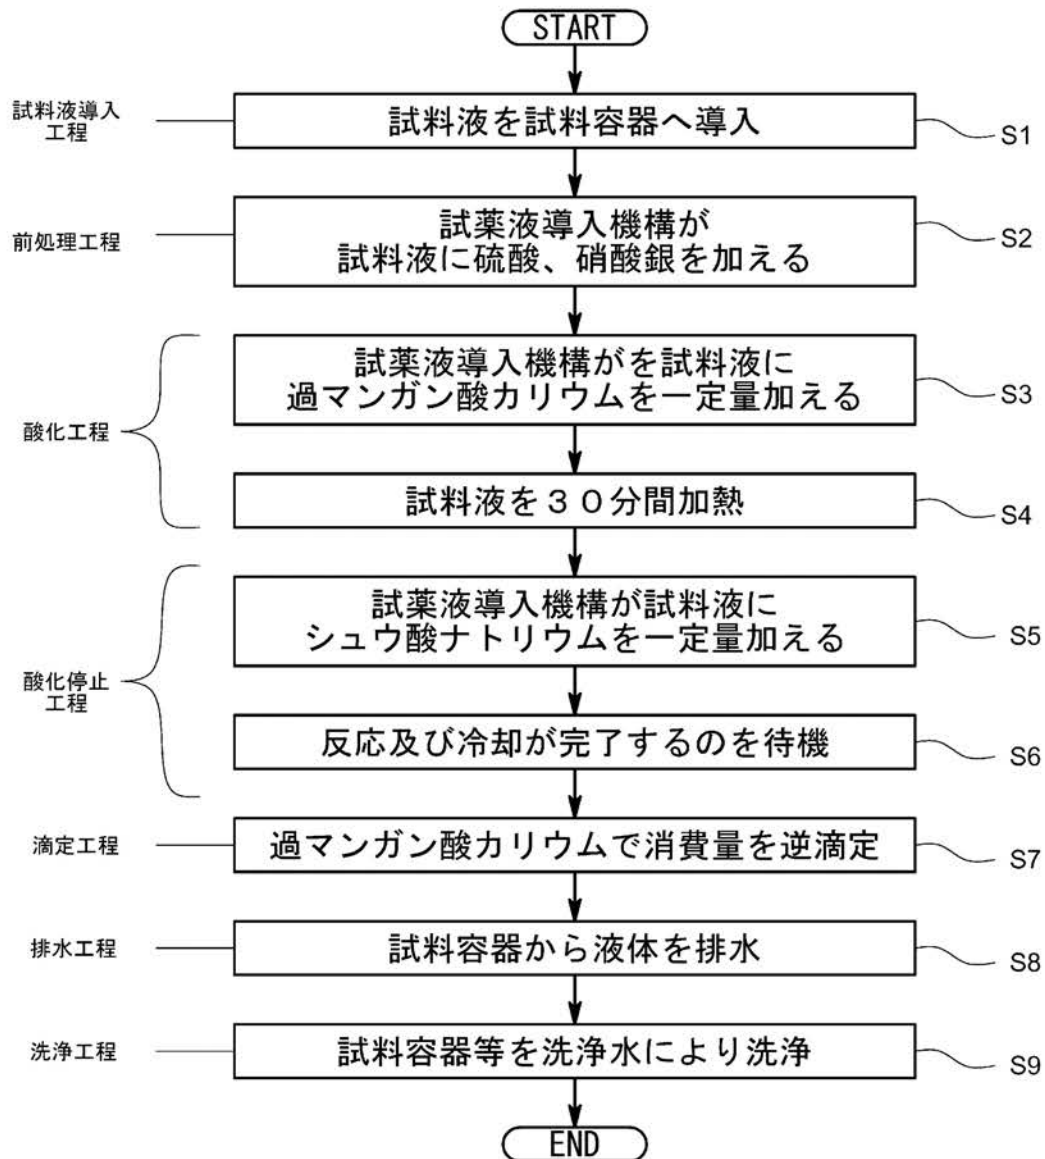 START
試料液導入
工程
試料液を試料容器へ導入
S1
前処理工程
試薬液導入機構が
試料液に硫酸、硝酸銀を加える
S2
酸化工程
試薬液導入機構がを試料液に
過マンガン酸カリウムを一定量加える
S3
試料液を３０分間加熱
S4
酸化停止
工程
試薬液導入機構が試料液に
シュウ酸ナトリウムを一定量加える
S5
反応及び冷却が完了するのを待機
S6
滴定工程
過マンガン酸カリウムで消費量を逆滴定
S7
排水工程
試料容器から液体を排水
S8
洗浄工程
試料容器等を洗浄水により洗浄
S9
END